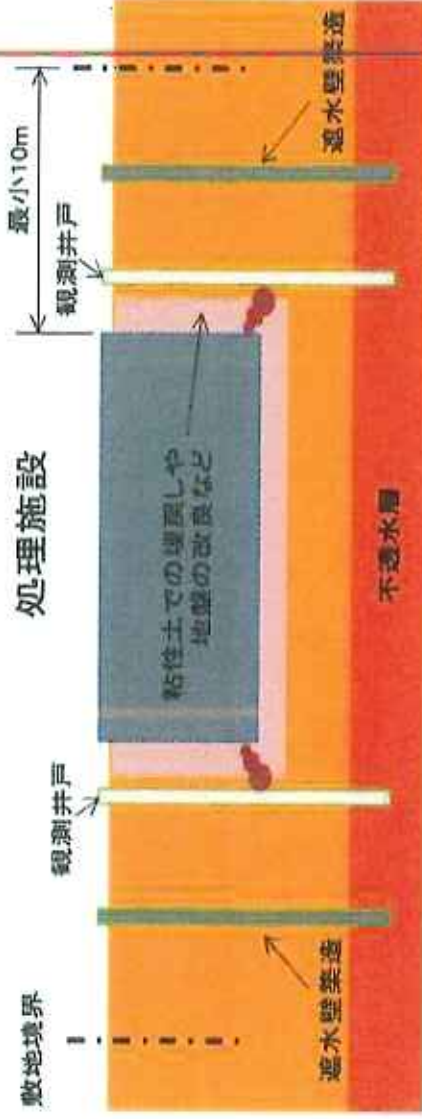 敷地境界
観測井戸
処理施設
観測井戸
最小10m
粘性土での埋戻しや
地盤の改良など
遮水壁築造
不透水層
遮水壁築造